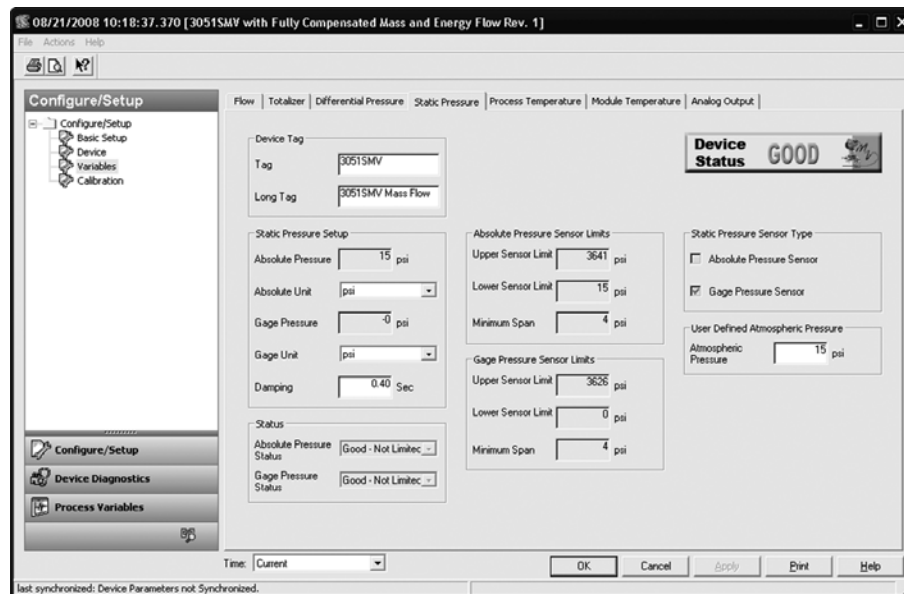 08/21/2008 10:18:37.370 [3051SMV with Fully Compensated Mass and Energy Flow Rev. 1]
File Actions Help
Configure/Setup
Configure/Setup
Basic Setup
Device
Variables
Calibration
Configure/Setup
Device Diagnostics
Process Variables
Flow Totalizer Differential Pressure Static Pressure Process Temperature Module Temperature Analog Output
Device Tag
Tag 3051SMV
Long Tag 3051SMV Mass Flow
Device Status GOOD
Static Pressure Setup
Absolute Pressure 15 psi
Absolute Unit psi
Gage Pressure -0 psi
Gage Unit psi
Damping 0.40 Sec
Status
Absolute Pressure Status Good - Not Limitec
Gage Pressure Status Good - Not Limitec
Absolute Pressure Sensor Limits
Upper Sensor Limit 3641 psi
Lower Sensor Limit 15 psi
Minimum Span 4 psi
Gage Pressure Sensor Limits
Upper Sensor Limit 3626 psi
Lower Sensor Limit 0 psi
Minimum Span 4 psi
Static Pressure Sensor Type
Absolute Pressure Sensor
Gage Pressure Sensor
User Defined Atmospheric Pressure
Atmospheric Pressure 15 psi
Time: Current
OK Cancel Apply Print Help
last synchronized: Device Parameters not Synchronized.